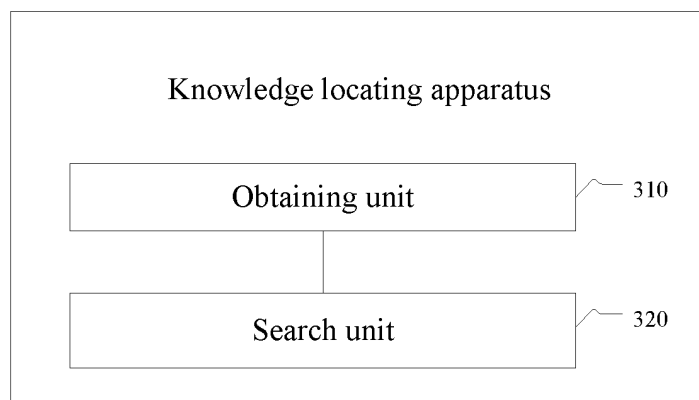 Knowledge locating apparatus
Obtaining unit
310
Search unit
320